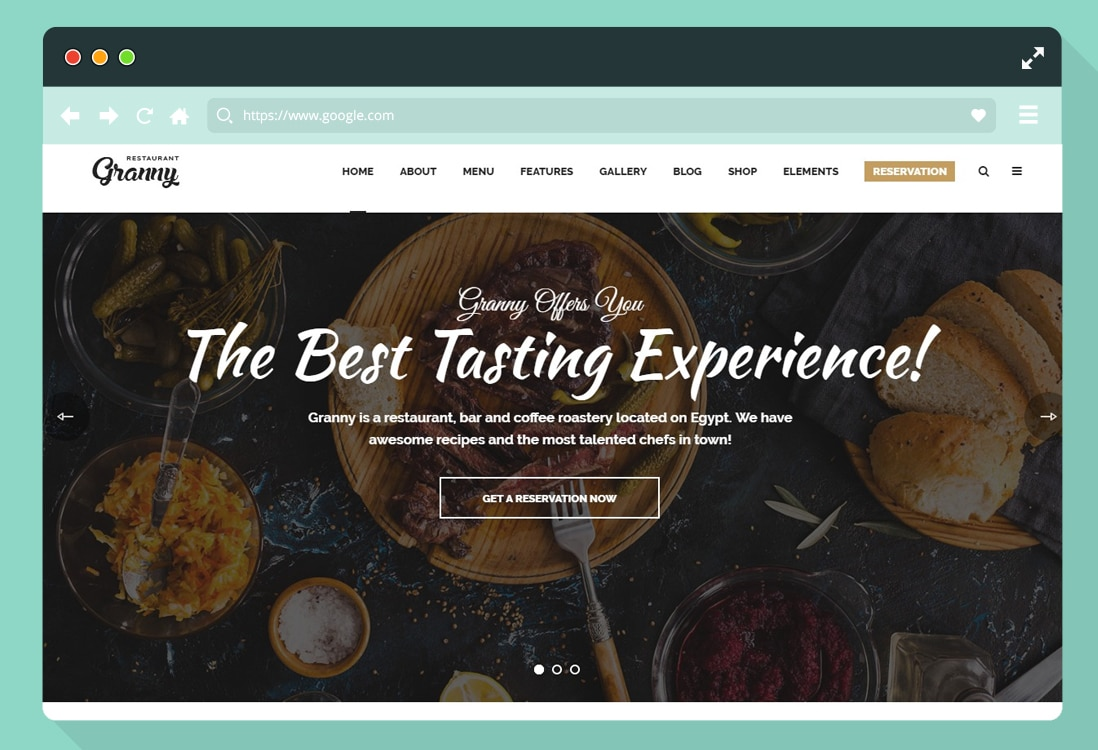 https://www.google.com
RESTAURANT
Granny
HOME ABOUT MENU FEATURES GALLERY BLOG SHOP ELEMENTS RESERVATION
Granny Offers You
The Best Tasting Experience!
Granny is a restaurant, bar and coffee roastery located on Egypt. We have
awesome recipes and the most talented chefs in town!
GET A RESERVATION NOW